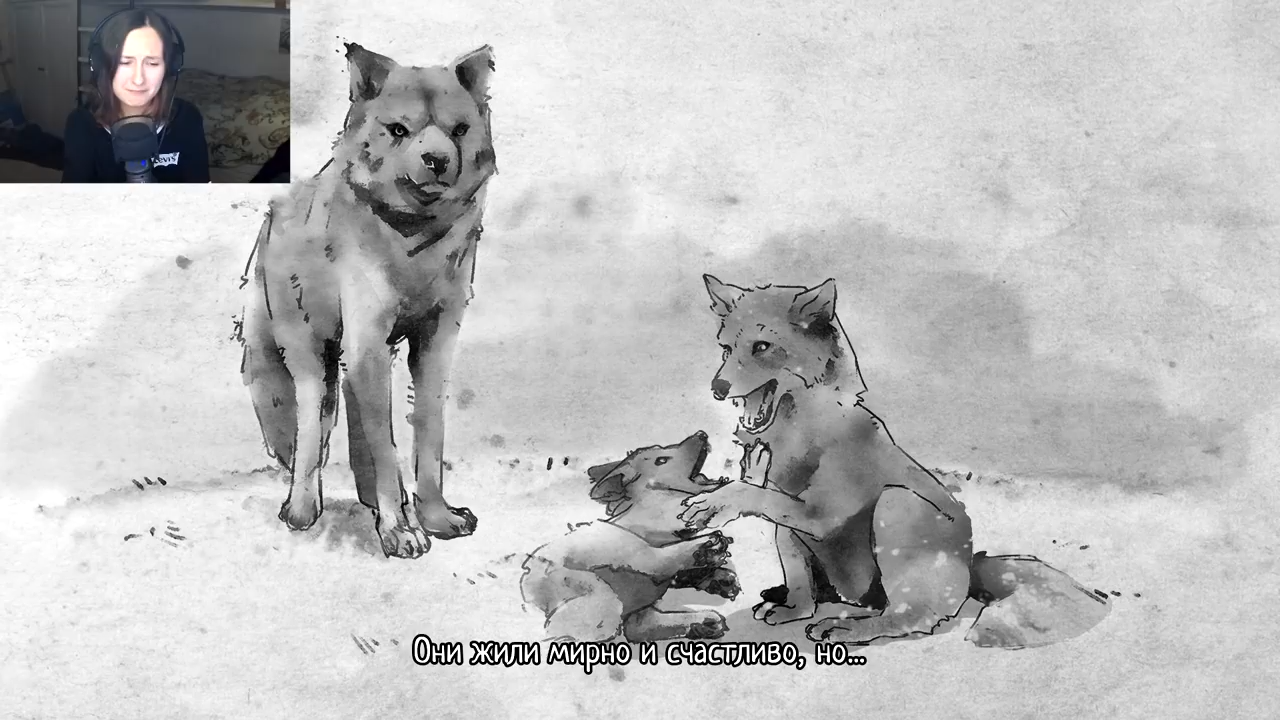 Они жили мирно и счастливо, но...